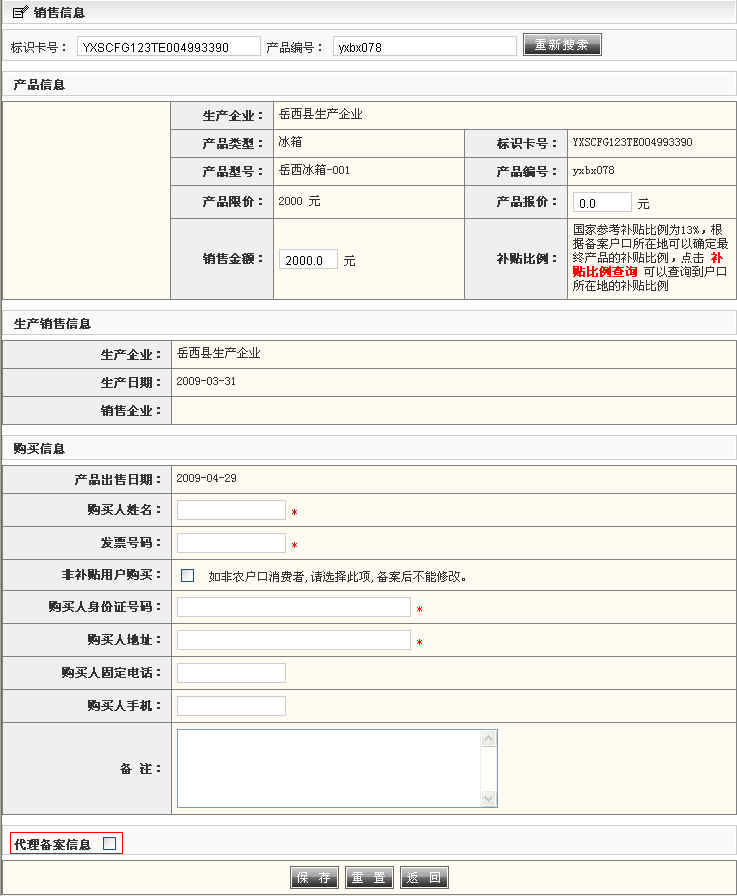 销售信息
标识卡号： YXSCFG123TE004993390 产品编号： yxbx078 重新搜索
产品信息
生产企业： 岳西县生产企业
产品类型： 冰箱 标识卡号： YXSCFG123TE004993390
产品型号： 岳西冰箱-001 产品编号： yxbx078
产品限价： 2000 元 产品报价： 0.0 元
销售金额： 2000.0 元 补贴比例：
国家参考补贴比例为13%，根
据备案户口所在地可以确定最
终产品的补贴比例，点击 补
贴比例查询 可以查询到户口
所在地的补贴比例
生产销售信息
生产企业： 岳西县生产企业
生产日期： 2009-03-31
销售企业：
购买信息
产品出售日期： 2009-04-29
购买人姓名： *
发票号码： *
非补贴用户购买： 如非农户口消费者,请选择此项,备案后不能修改。
购买人身份证号码： *
购买人地址： *
购买人固定电话：
购买人手机：
备 注：
代理备案信息
保 存 重 置 返 回